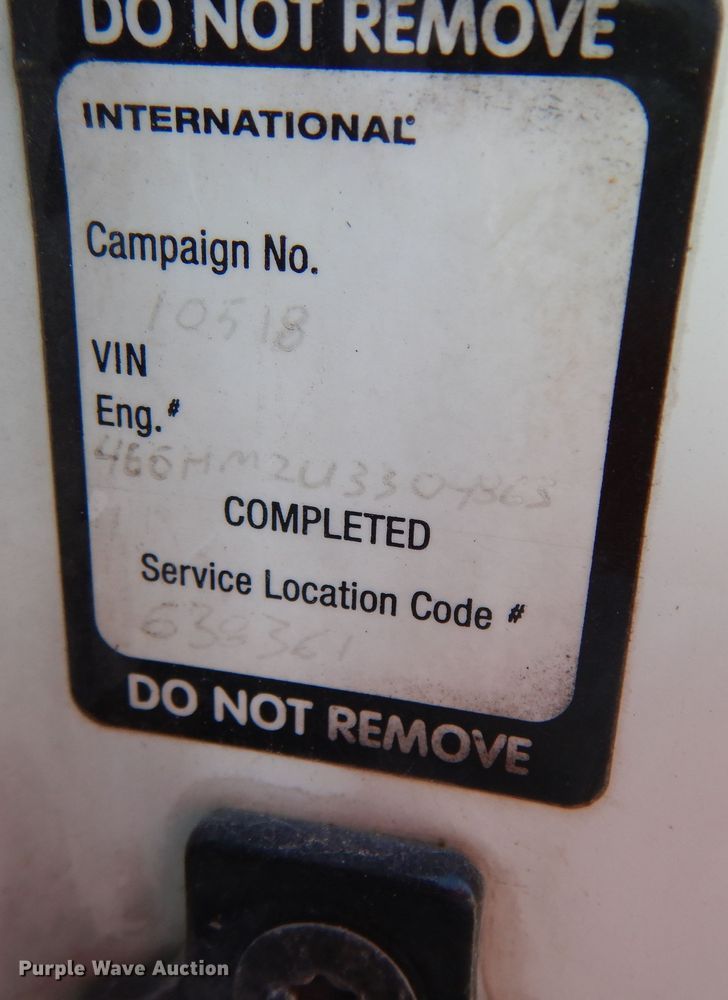 DO NOT REMOVE
INTERNATIONAL®
Campaign No.
10518
VIN
Eng.#
COMPLETED
Service Location Code #
DO NOT REMOVE
Purple Wave Auction